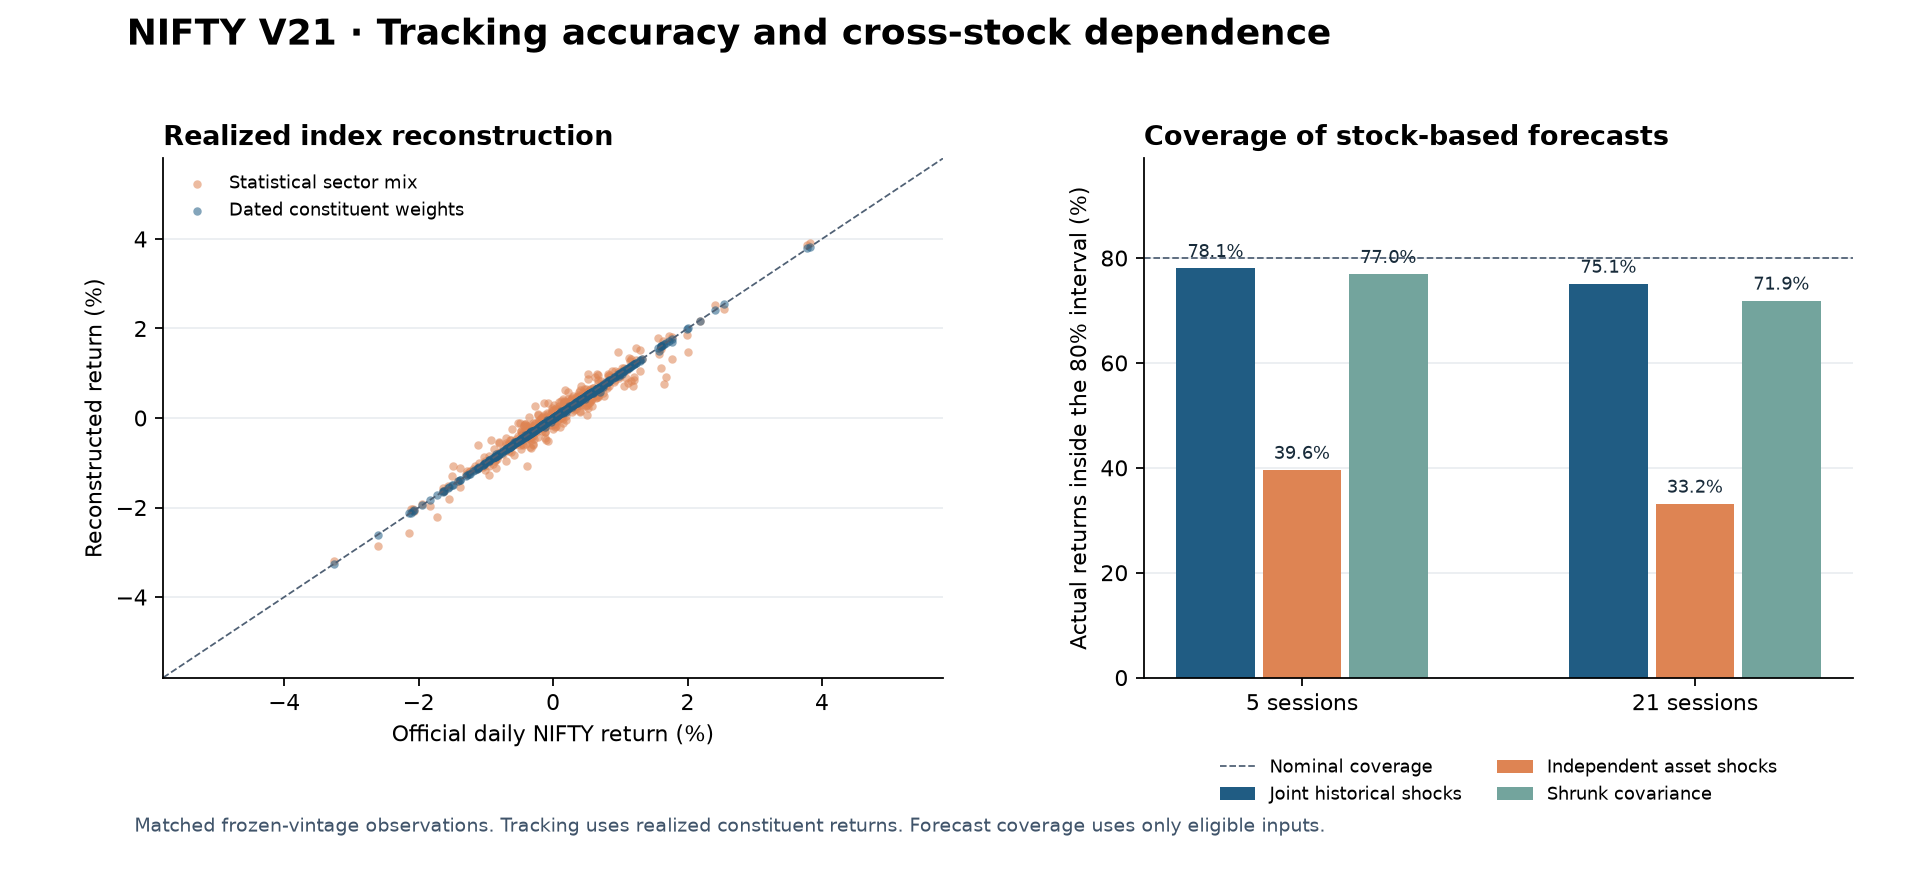 NIFTY V21 · Tracking accuracy and cross-stock dependence
Realized index reconstruction
Statistical sector mix
Dated constituent weights
Reconstructed return (%)
4
2
0
−2
−4
−4
−2
0
2
4
Official daily NIFTY return (%)
Coverage of stock-based forecasts
Actual returns inside the 80% interval (%)
80
60
40
20
0
78.1%
39.6%
77.0%
75.1%
33.2%
71.9%
5 sessions
21 sessions
Nominal coverage
Joint historical shocks
Independent asset shocks
Shrunk covariance
Matched frozen-vintage observations. Tracking uses realized constituent returns. Forecast coverage uses only eligible inputs.